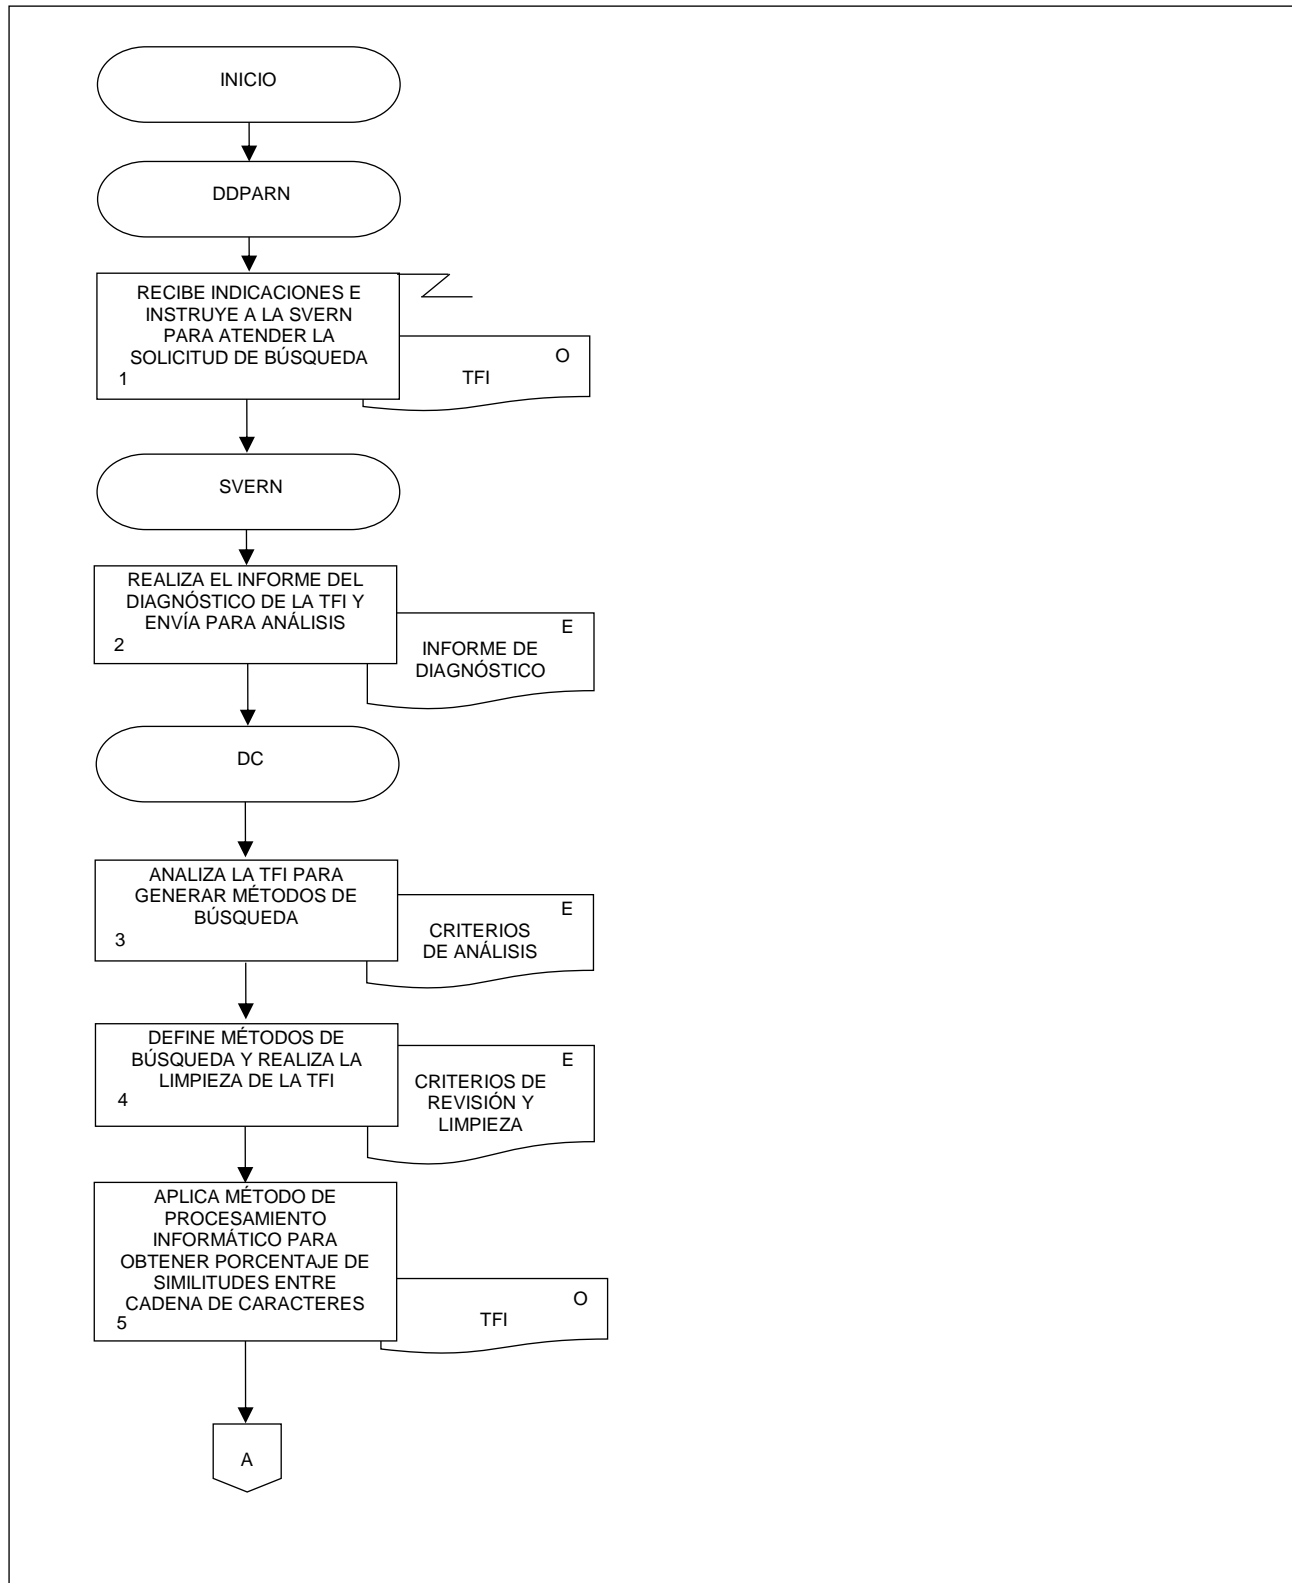 INICIO
DDPARN
RECIBE INDICACIONES E
INSTRUYE A LA SVERN
PARA ATENDER LA
SOLICITUD DE BÚSQUEDA
1
O
TFI
SVERN
REALIZA EL INFORME DEL
DIAGNÓSTICO DE LA TFI Y
ENVÍA PARA ANÁLISIS
2
E
INFORME DE
DIAGNÓSTICO
DC
ANALIZA LA TFI PARA
GENERAR MÉTODOS DE
BÚSQUEDA
3
E
CRITERIOS
DE ANÁLISIS
DEFINE MÉTODOS DE
BÚSQUEDA Y REALIZA LA
LIMPIEZA DE LA TFI
4
E
CRITERIOS DE
REVISIÓN Y
LIMPIEZA
APLICA MÉTODO DE
PROCESAMIENTO
INFORMÁTICO PARA
OBTENER PORCENTAJE DE
SIMILITUDES ENTRE
CADENA DE CARACTERES
5
O
TFI
A